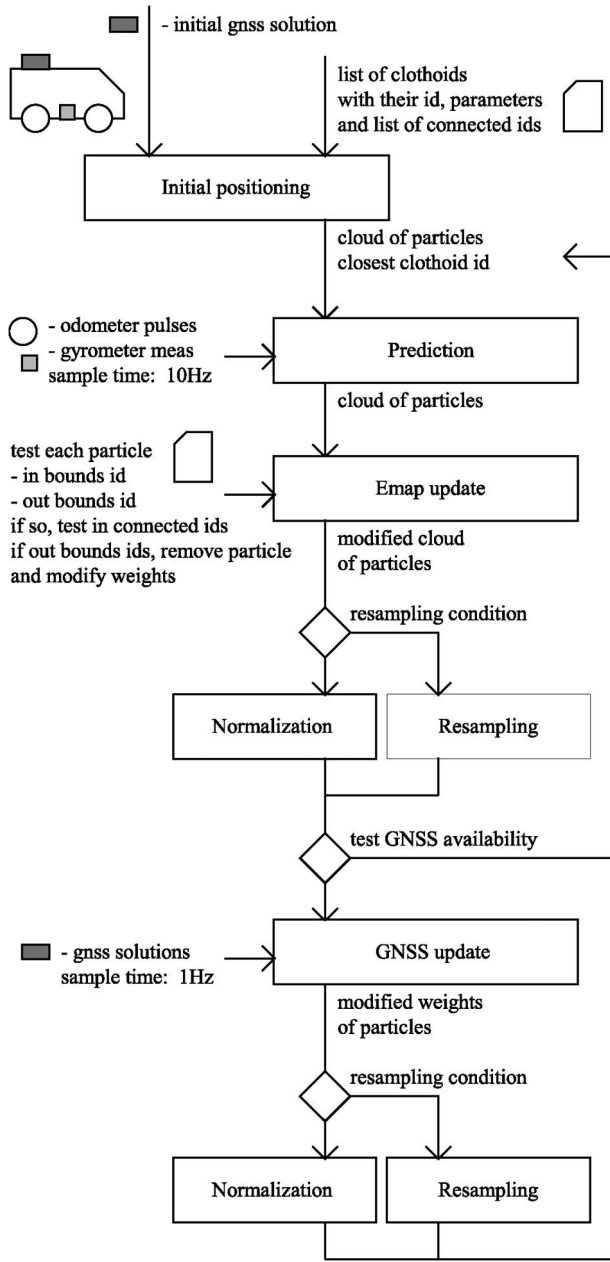 - initial gnss solution
list of clothoids
with their id, parameters
and list of connected ids
Initial positioning
cloud of particles
closest clothoid id
- odometer pulses
- gyrometer meas
sample time: 10Hz
Prediction
cloud of particles
test each particle
- in bounds id
- out bounds id
if so, test in connected ids
if out bounds ids, remove particle
and modify weights
Emap update
modified cloud
of particles
resampling condition
Normalization
Resampling
test GNSS availability
- gnss solutions
sample time: 1Hz
GNSS update
modified weights
of particles
resampling condition
Normalization
Resampling